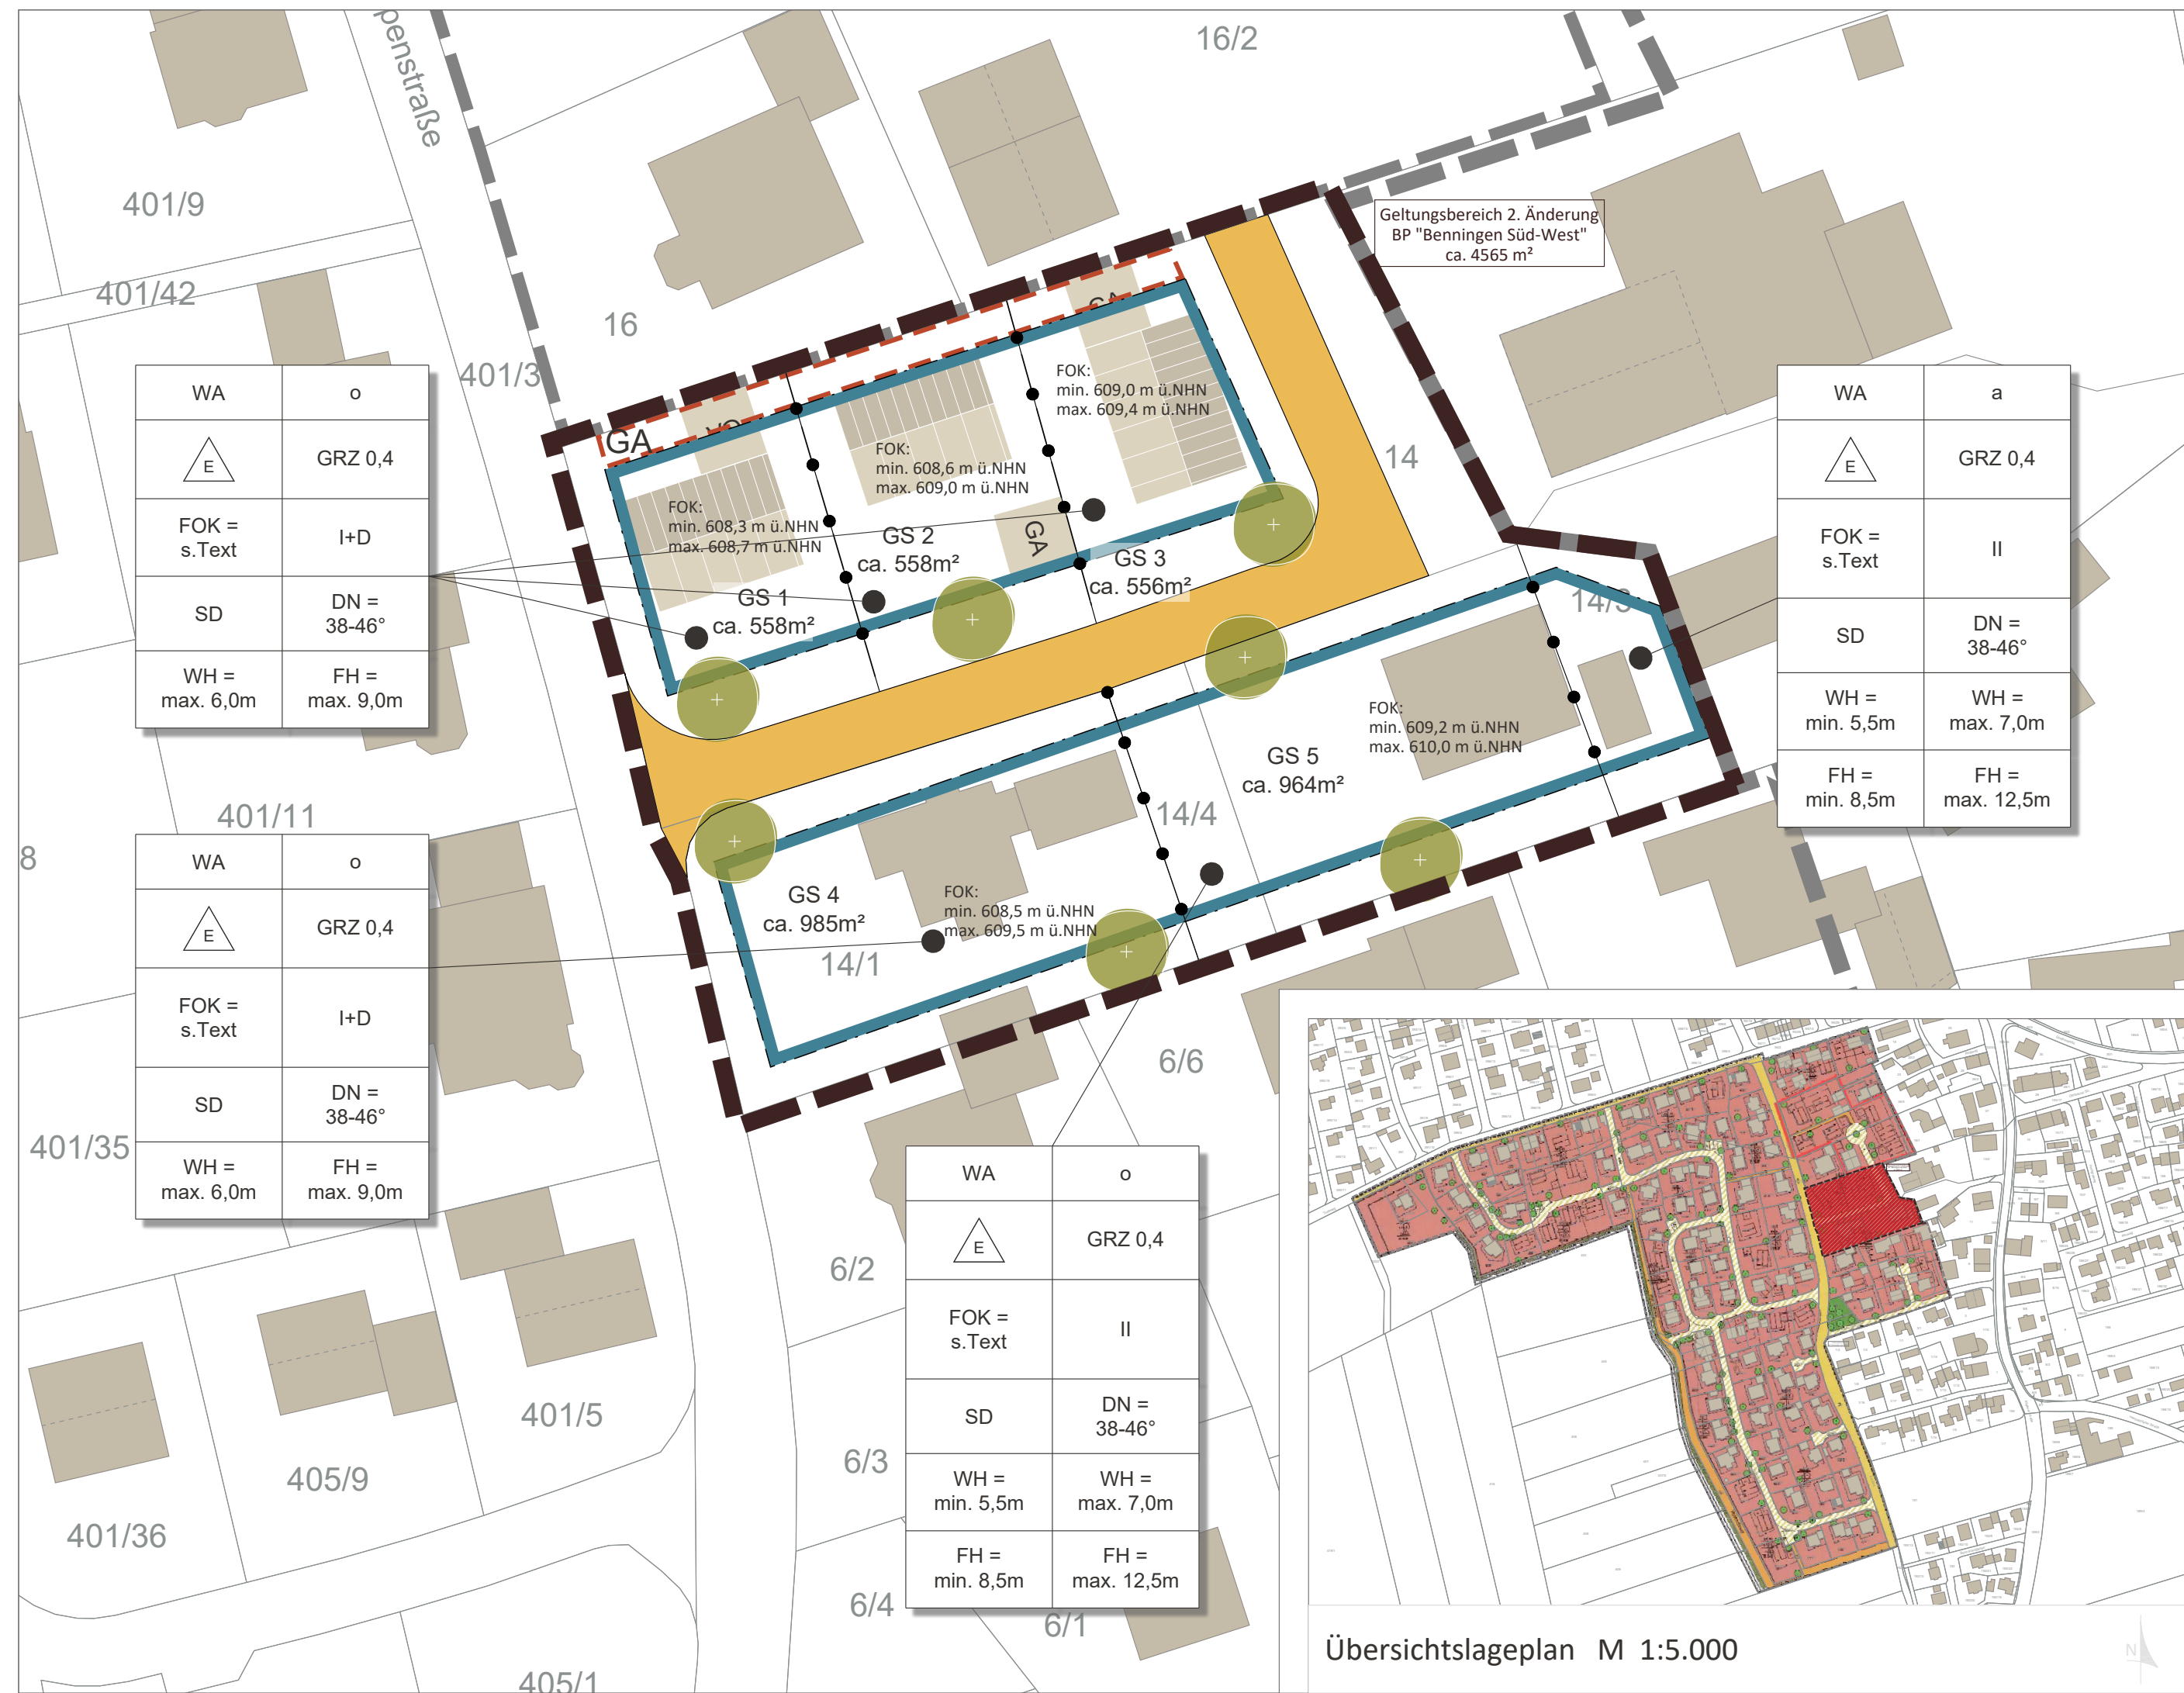 16/2
401/9
401/42
16
401/3
Geltungsbereich 2. Änderung
BP "Benningen Süd-West"
ca. 4565 m²
WA
o
E
GRZ 0,4
FOK =
s.Text
I+D
SD
DN =
38-46°
WH =
max. 6,0m
FH =
max. 9,0m
GA
GA
FOK:
min. 609,0 m ü.NHN
max. 609,4 m ü.NHN
FOK:
min. 608,6 m ü.NHN
max. 609,0 m ü.NHN
FOK:
min. 608,3 m ü.NHN
max. 608,7 m ü.NHN
GS 1
ca. 558m²
GS 2
ca. 558m²
GA
GS 3
ca. 556m²
14
14/3
WA
a
E
GRZ 0,4
FOK =
s.Text
II
SD
DN =
38-46°
WH =
min. 5,5m
WH =
max. 7,0m
FH =
min. 8,5m
FH =
max. 12,5m
FOK:
min. 609,2 m ü.NHN
max. 610,0 m ü.NHN
GS 5
ca. 964m²
14/4
401/11
8
GS 4
ca. 985m²
FOK:
min. 608,5 m ü.NHN
max. 609,5 m ü.NHN
14/1
WA
o
E
GRZ 0,4
FOK =
s.Text
I+D
SD
DN =
38-46°
WH =
max. 6,0m
FH =
max. 9,0m
6/6
401/35
6/2
WA
o
E
GRZ 0,4
FOK =
s.Text
II
SD
DN =
38-46°
WH =
min. 5,5m
WH =
max. 7,0m
FH =
min. 8,5m
FH =
max. 12,5m
401/5
405/9
401/36
6/3
6/4
6/1
405/1
Übersichtslageplan M 1:5.000
N